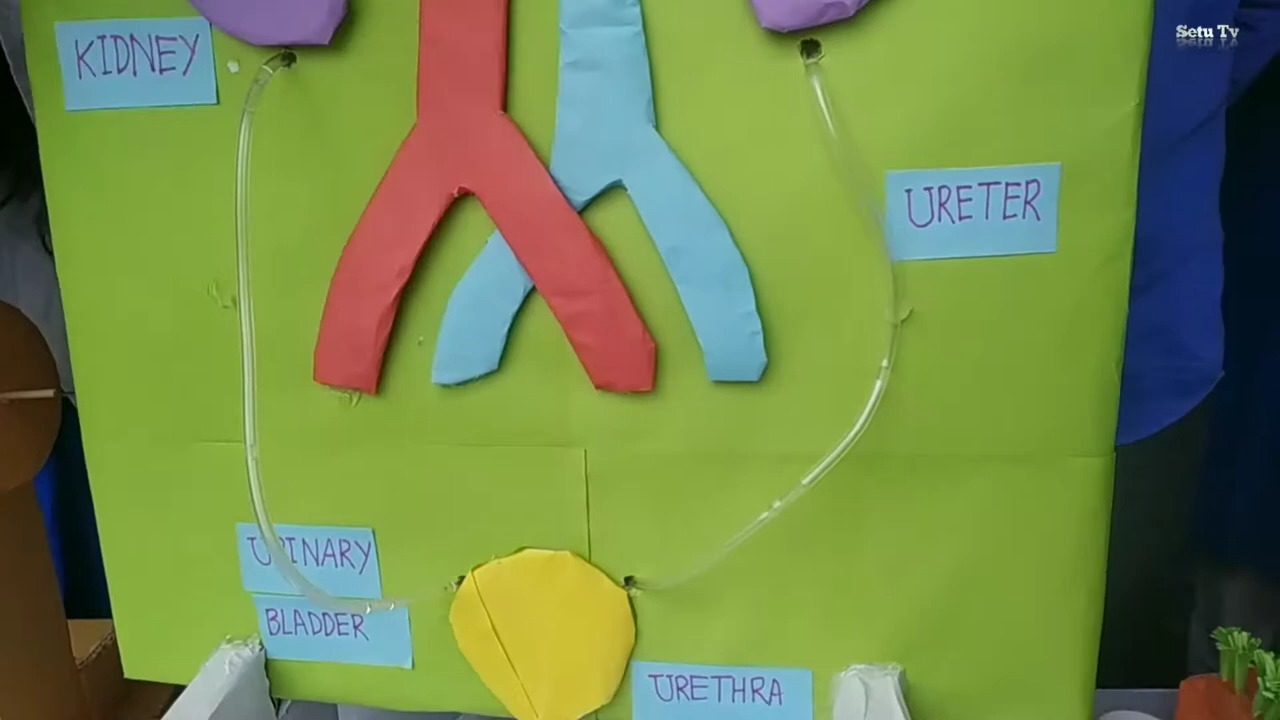 Setu Tv
KIDNEY
URETER
URINARY
BLADDER
URETHRA